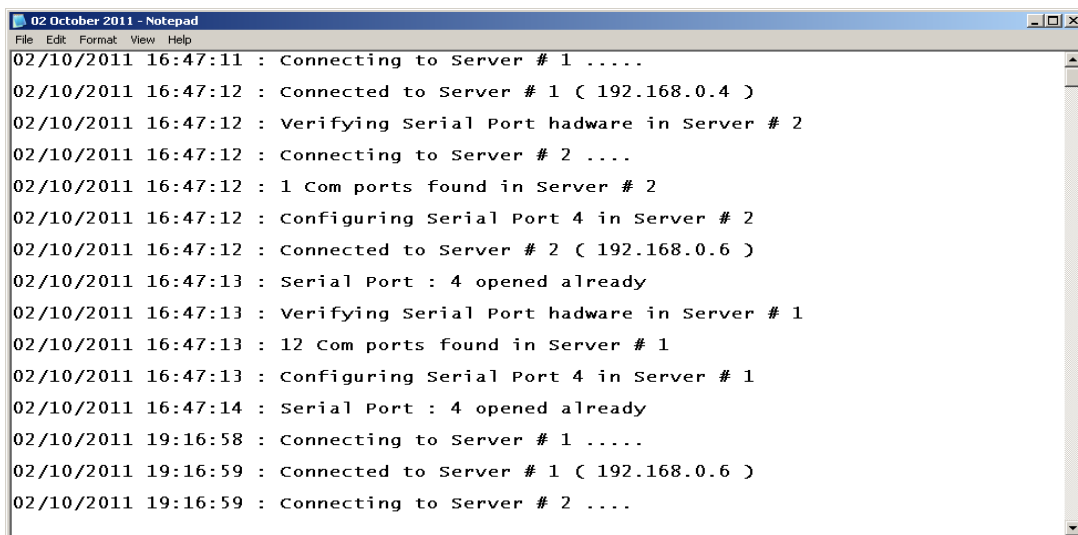 02 October 2011 - Notepad
File Edit Format View Help
02/10/2011 16:47:11 : Connecting to Server # 1 .....
02/10/2011 16:47:12 : Connected to Server # 1 ( 192.168.0.4 )
02/10/2011 16:47:12 : Verifying Serial Port hadware in Server # 2
02/10/2011 16:47:12 : Connecting to Server # 2 ....
02/10/2011 16:47:12 : 1 Com ports found in Server # 2
02/10/2011 16:47:12 : Configuring Serial Port 4 in Server # 2
02/10/2011 16:47:12 : Connected to Server # 2 ( 192.168.0.6 )
02/10/2011 16:47:13 : Serial Port : 4 opened already
02/10/2011 16:47:13 : Verifying Serial Port hadware in Server # 1
02/10/2011 16:47:13 : 12 Com ports found in Server # 1
02/10/2011 16:47:13 : Configuring Serial Port 4 in Server # 1
02/10/2011 16:47:14 : Serial Port : 4 opened already
02/10/2011 19:16:58 : Connecting to Server # 1 .....
02/10/2011 19:16:59 : Connected to Server # 1 ( 192.168.0.6 )
02/10/2011 19:16:59 : Connecting to Server # 2 ....